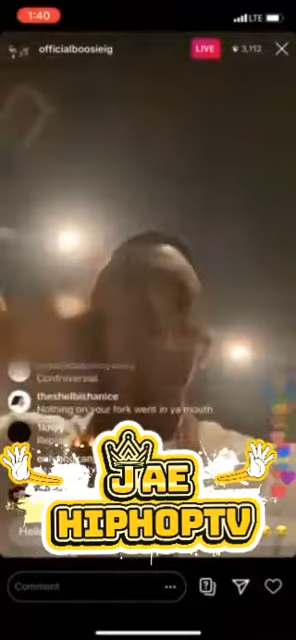 1:40
LTE
officialboosieig
LIVE
3,112
Controversial
theshelbishanice
Nothing on your fork went in ya mouth
JAE
HIPHOPTV
Comment